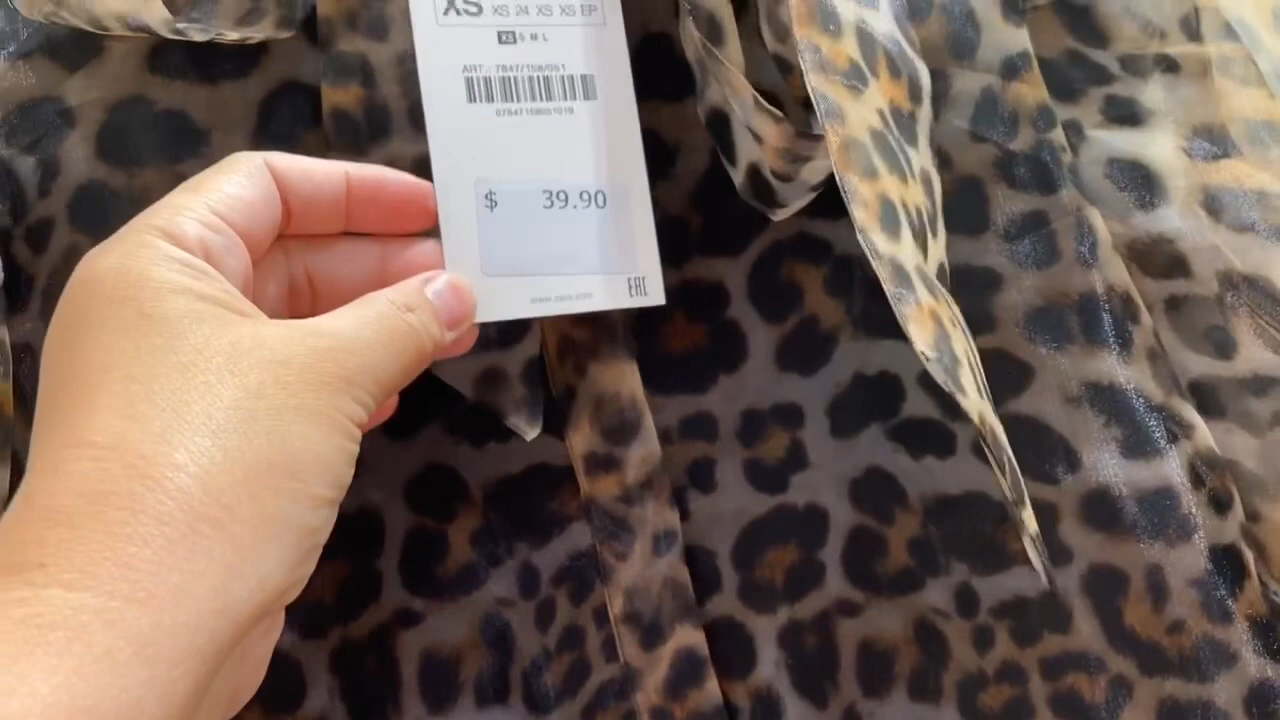 XS XS 24 XS XS EP
XS S M L
ART.: 7847/158/051
$ 39.90
EAC